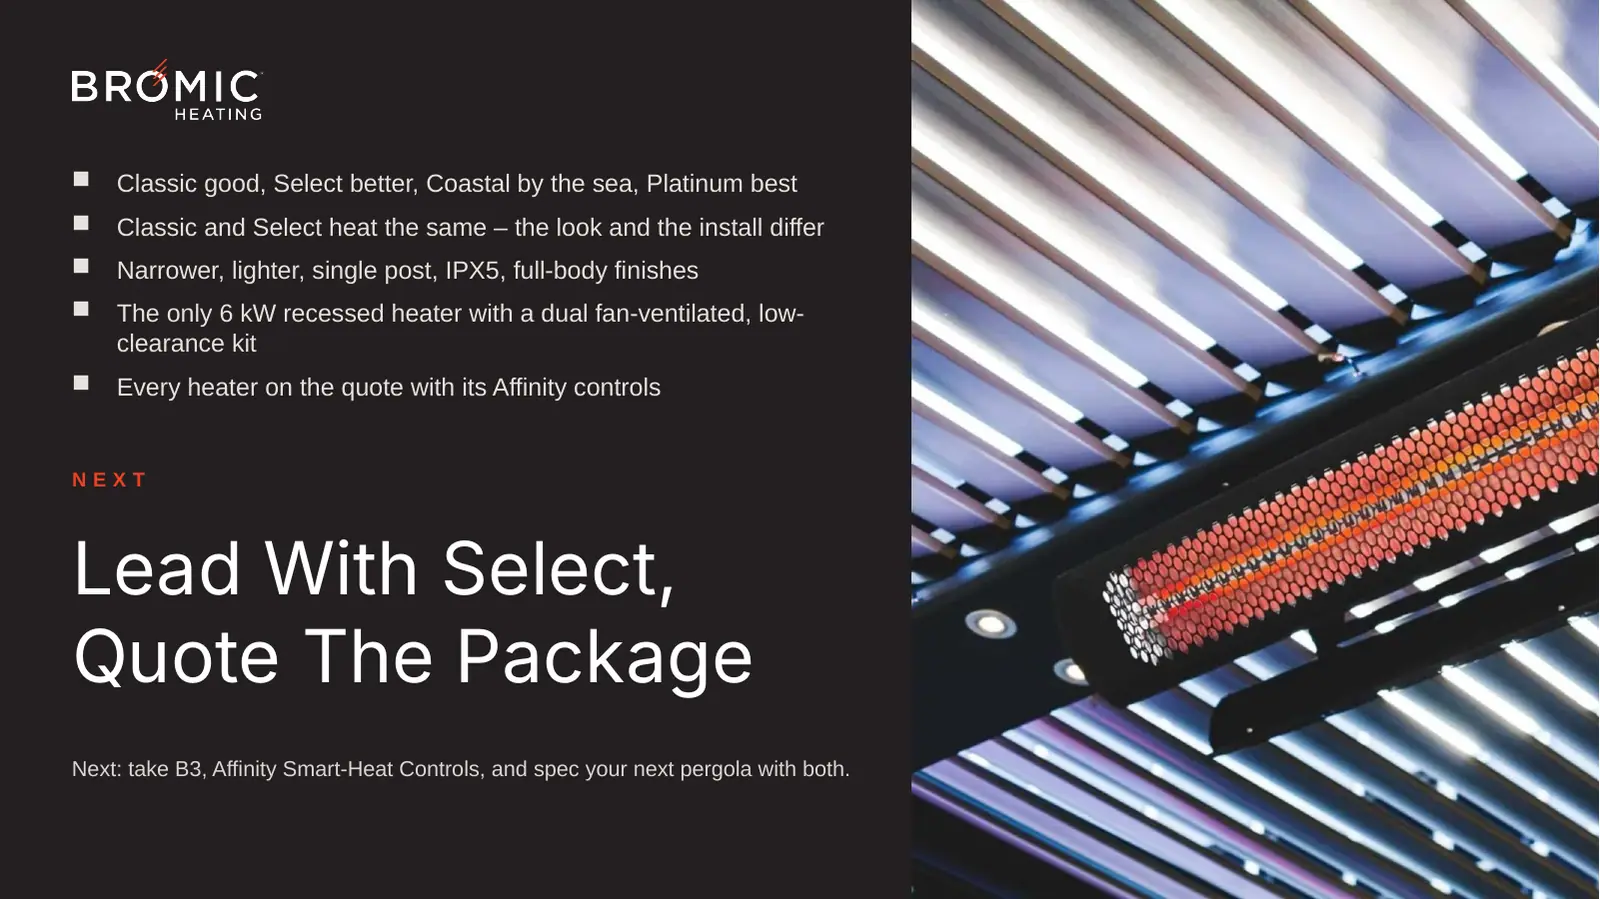 BROMIC
HEATING
Classic good, Select better, Coastal by the sea, Platinum best
Classic and Select heat the same – the look and the install differ
Narrower, lighter, single post, IPX5, full-body finishes
The only 6 kW recessed heater with a dual fan-ventilated, low-
clearance kit
Every heater on the quote with its Affinity controls
NEXT
Lead With Select,
Quote The Package
Next: take B3, Affinity Smart-Heat Controls, and spec your next pergola with both.